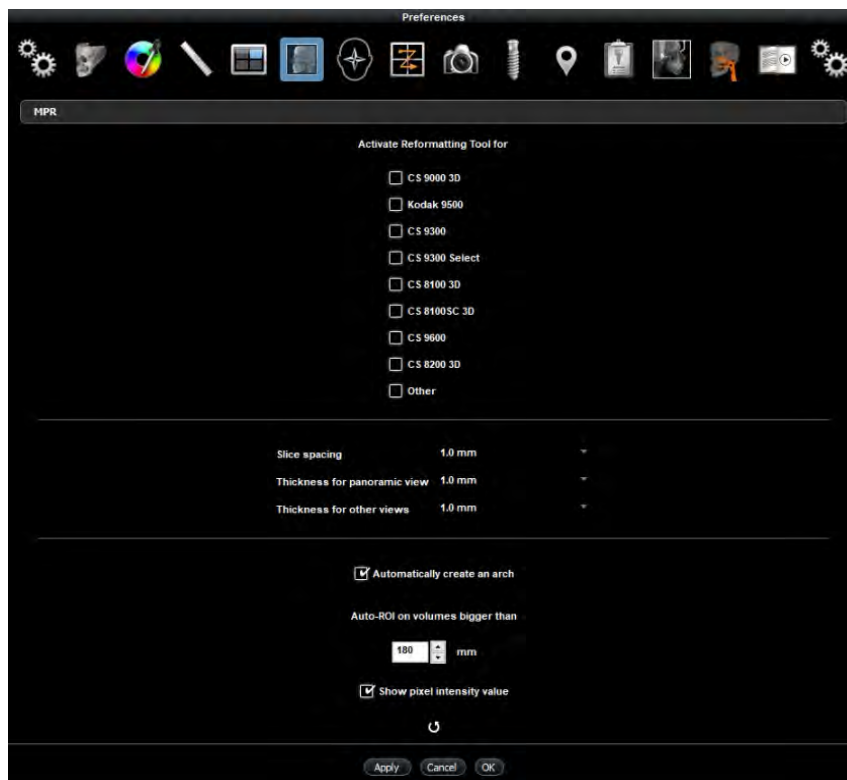 Preferences
MPR
Activate Reformatting Tool for
CS 9000 3D
Kodak 9500
CS 9300
CS 9300 Select
CS 8100 3D
CS 8100SC 3D
CS 9600
CS 8200 3D
Other
Slice spacing 1.0 mm
Thickness for panoramic view 1.0 mm
Thickness for other views 1.0 mm
Automatically create an arch
Auto-ROI on volumes bigger than
180 mm
Show pixel intensity value
Apply Cancel OK